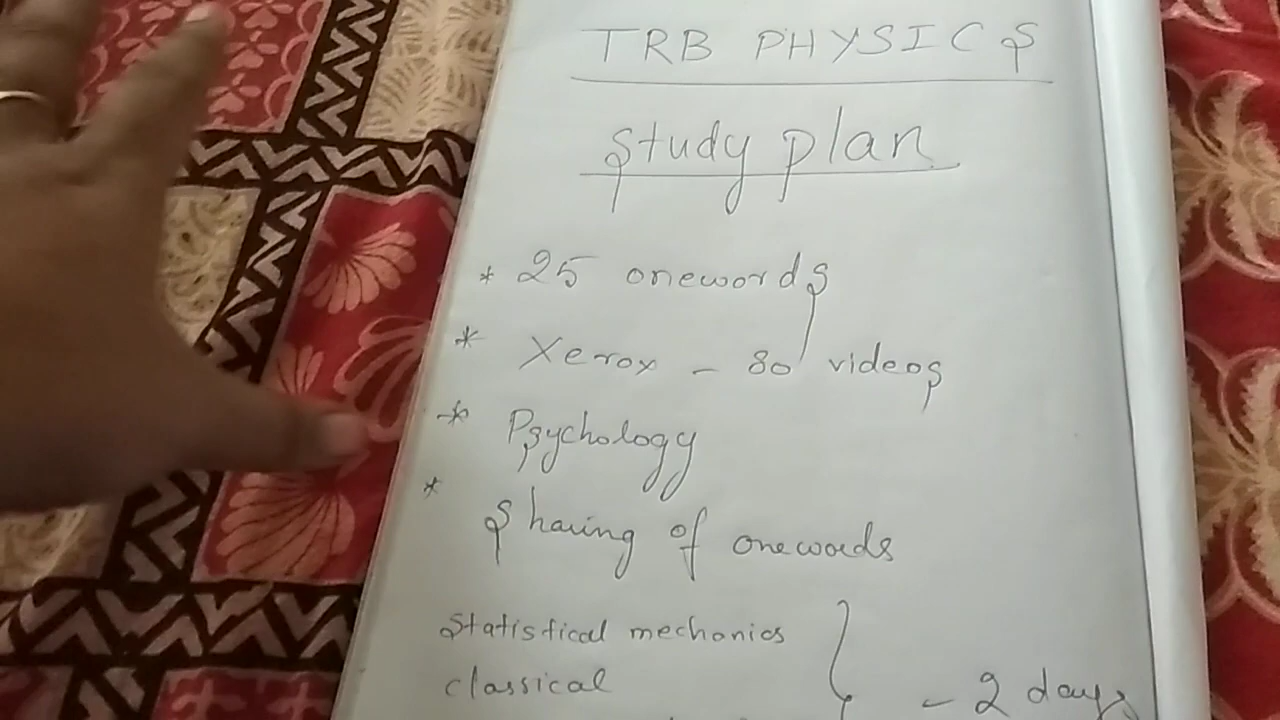 TRB PHYSICS
Study plan
* 25 onewords
* Xerox - 80 videos
* Psychology
* Sharing of onewords
Statistical mechanics
classical
- 2 days